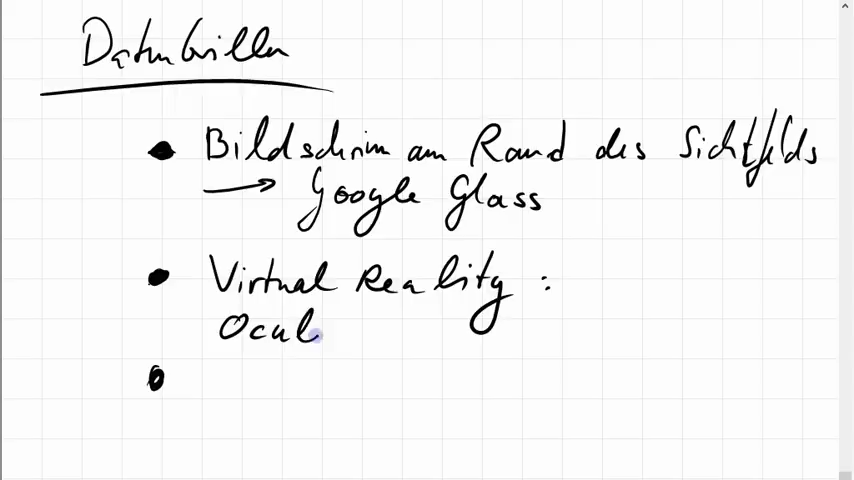 Datenbrillen
Bildschirm am Rand des Sichtfelds
→ Google Glass
Virtual Reality :
Ocul